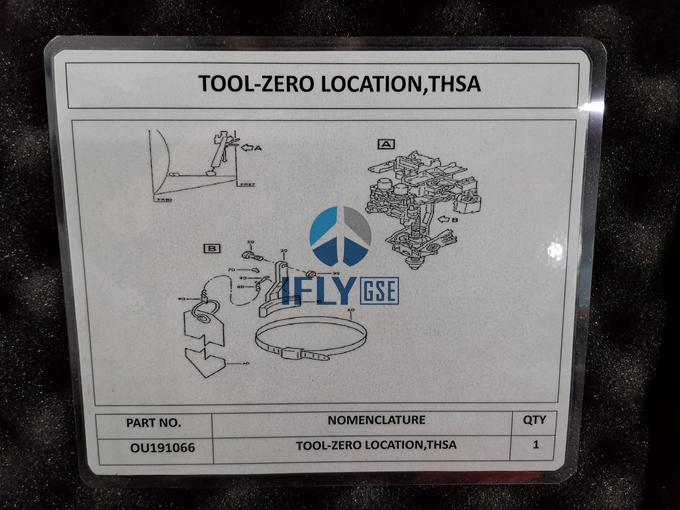 TOOL-ZERO LOCATION,THSA
A
A
B
B
IFLY GSE
PART NO. NOMENCLATURE QTY
OU191066 TOOL-ZERO LOCATION,THSA 1